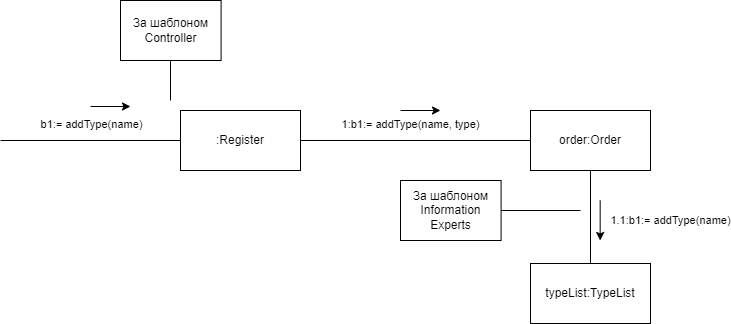 За шаблоном
Controller
b1:= addType(name)
:Register
1:b1:= addType(name, type)
order:Order
За шаблоном
Information
Experts
1.1:b1:= addType(name)
typeList:TypeList